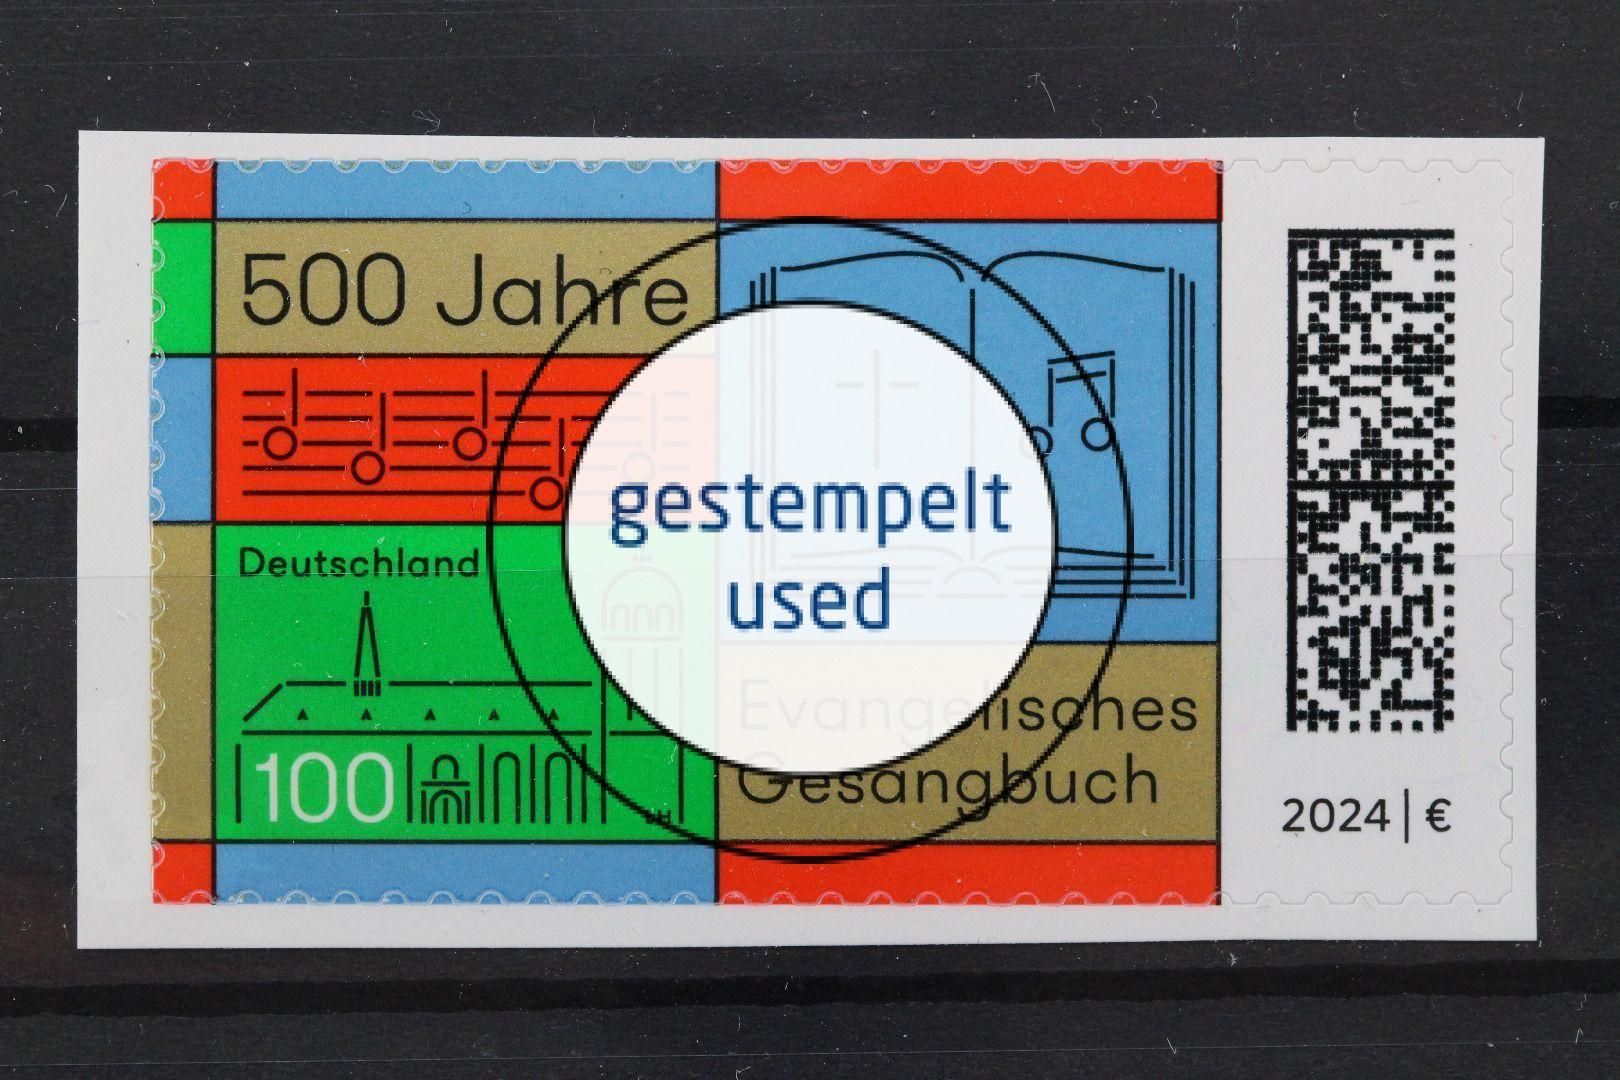 500 Jahre
Deutschland
100
gestempelt
used
Evangelisches
Gesangbuch
2024 | €